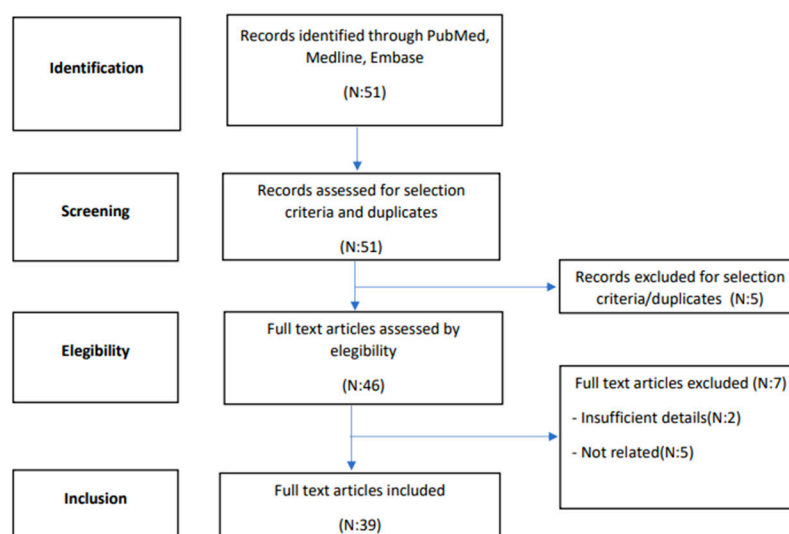 Identification
Records identified through PubMed,
Medline, Embase
(N:51)
Screening
Records assessed for selection
criteria and duplicates
(N:51)
Records excluded for selection
criteria/duplicates (N:5)
Elegibility
Full text articles assessed by
elegibility
(N:46)
Full text articles excluded (N:7)
- Insufficient details(N:2)
- Not related(N:5)
Inclusion
Full text articles included
(N:39)